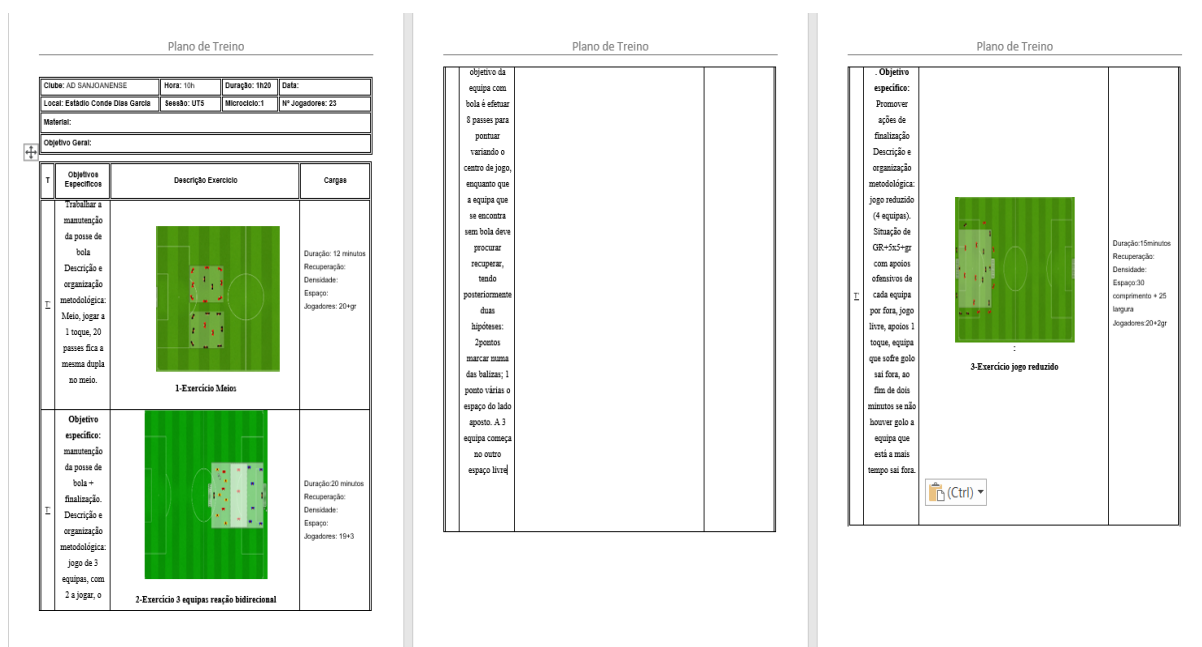 Plano de Treino
Clube: AD SANJOANENSE Hora: 10h Duração: 1h20 Data:
Local: Estádio Conde Dias Garcia Sessão: UT5 Microciclo:1 Nº Jogadores: 23
Material:
Objetivo Geral:
T Objetivos Específicos Descrição Exercício Cargas
Trabalhar a
manutenção
da posse de
bola
Descrição e
organização
metodológica:
Meio, jogar a
1 toque, 20
passes fica a
mesma dupla
no meio.
1-Exercício Meios
Duração: 12 minutos
Recuperação:
Densidade:
Espaço:
Jogadores: 20+gr
Objetivo
específico:
manutenção
da posse de
bola +
finalização.
Descrição e
organização
metodológica:
jogo de 3
equipas, com
2 a jogar, o
2-Exercício 3 equipas reação bidirecional
Duração:20 minutos
Recuperação:
Densidade:
Espaço:
Jogadores: 19+3
Plano de Treino
objetivo da
equipa com
bola é efetuar
8 passes para
pontuar
variando o
centro de jogo,
enquanto que
a equipa que
se encontra
sem bola deve
procurar
recuperar,
tendo
posteriormente
duas
hipóteses:
2pontos
marcar numa
das balizas; 1
ponto várias o
espaço do lado
aposto. A 3
equipa começa
no outro
espaço livre
Plano de Treino
. Objetivo
específico:
Promover
ações de
finalização
Descrição e
organização
metodológica:
jogo reduzido
(4 equipas).
Situação de
GR+5x5+gr
com apoios
ofensivos de
cada equipa
por fora, jogo
livre, apoios 1
toque, equipa
que sofre golo
sai fora, ao
fim de dois
minutos se não
houver golo a
equipa que
está a mais
tempo sai fora.
:
3-Exercício jogo reduzido
(Ctrl)
Duração:15minutos
Recuperação:
Densidade:
Espaço:30
comprimento + 25
largura
Jogadores:20+2gr